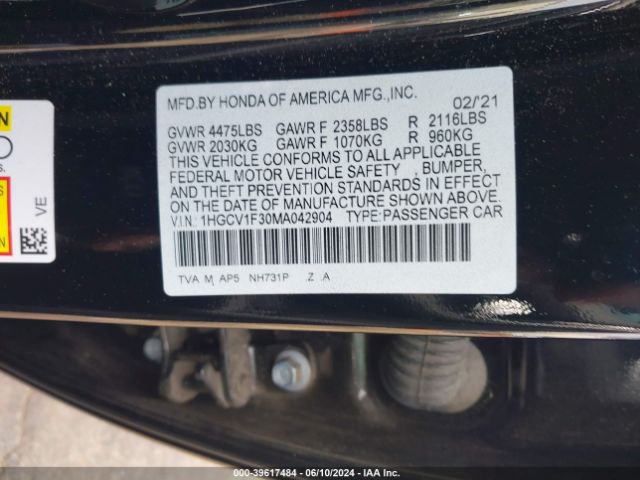 MFD.BY HONDA OF AMERICA MFG.,INC. 02/'21
GVWR 4475LBS GAWR F 2358LBS R 2116LBS
GVWR 2030KG GAWR F 1070KG R 960KG
THIS VEHICLE CONFORMS TO ALL APPLICABLE
FEDERAL MOTOR VEHICLE SAFETY , BUMPER,
AND THEFT PREVENTION STANDARDS IN EFFECT
ON THE DATE OF MANUFACTURE SHOWN ABOVE.
V.I.N: 1HGCV1F30MA042904 TYPE:PASSENGER CAR
TVA M AP5 NH731P Z .A
VE
000-39617484 / 06/10/2024 / IAA Inc.